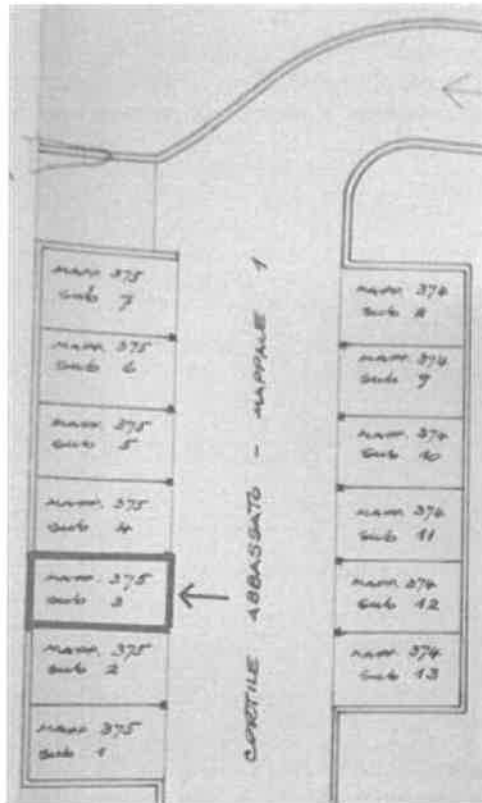 MAPP. 375
Sub 7
MAPP. 375
Sub 6
MAPP. 375
Sub 5
MAPP. 375
Sub 4
MAPP. 375
Sub 3
MAPP. 375
Sub 2
MAPP 375
Sub 1
CORTILE ABBASSATO - MAPPALE 1
MAPP. 374
Sub 8
MAPP. 374
Sub 9
MAPP. 374
Sub 10
MAPP. 374
Sub 11
MAPP. 374
Sub 12
MAPP. 374
Sub 13